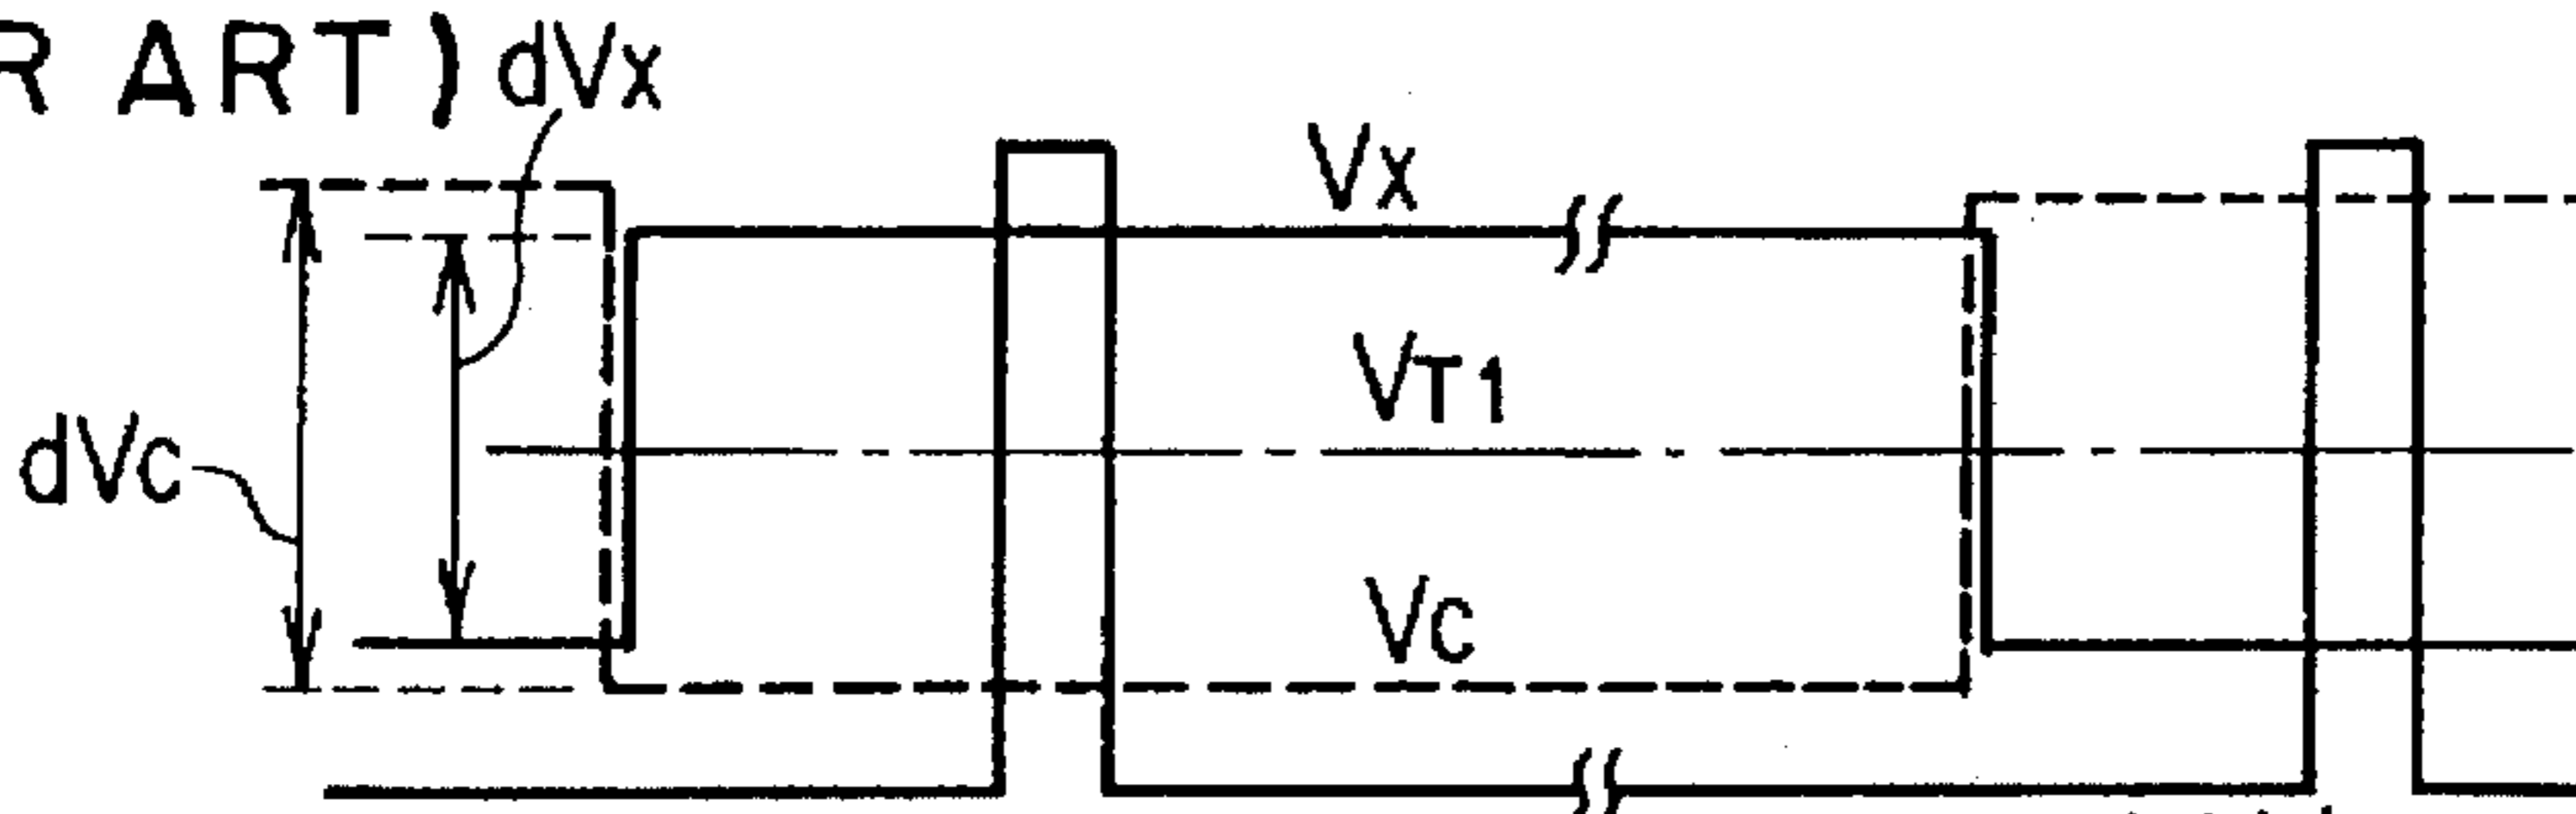 R ART)
dVx
Vx
VT1
dVc
Vc